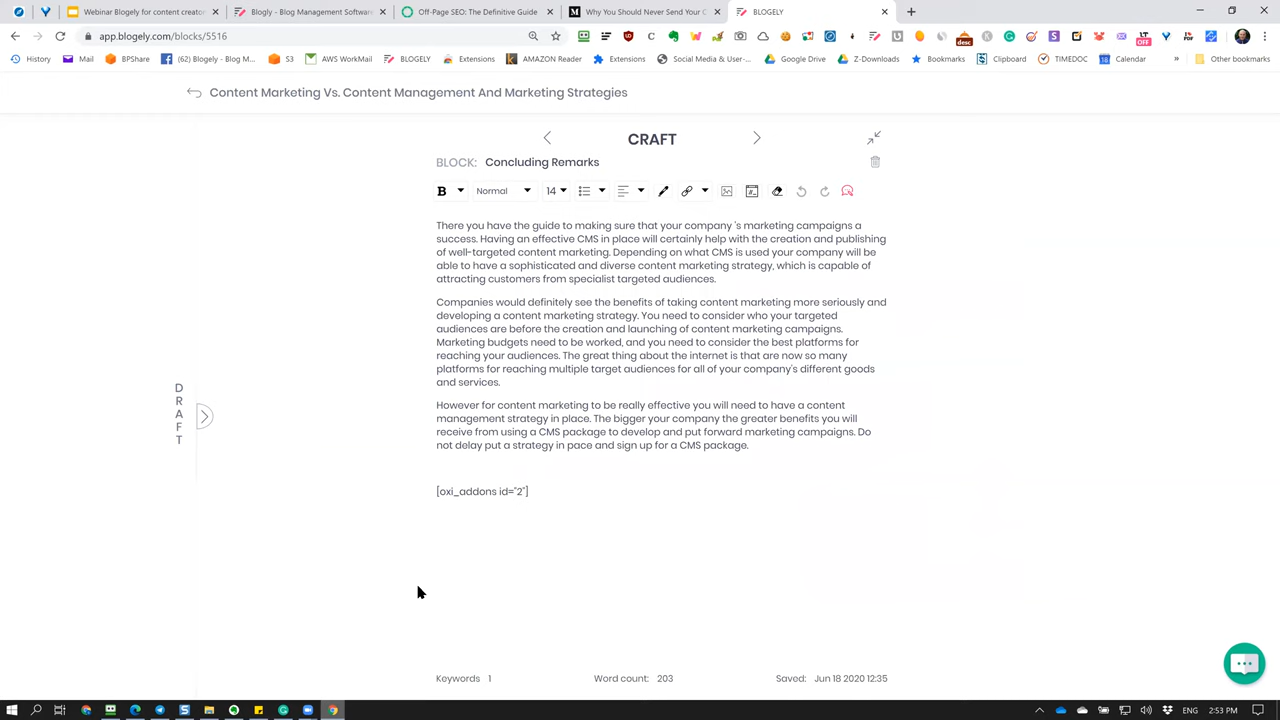 Webinar Blogely for content creator
Blogly - Blog Management Software
Off-Page SEO: The Definitive Guide
Why You Should Never Send Your C
BLOGELY
app.blogely.com/blocks/5516
History
Mail
BPShare
(62) Blogely - Blog M...
S3
AWS WorkMail
BLOGELY
Extensions
AMAZON Reader
Extensions
Social Media & User-...
Google Drive
Z-Downloads
Bookmarks
Clipboard
TIMEDOC
Calendar
»
Other bookmarks
Content Marketing Vs. Content Management And Marketing Strategies
CRAFT
BLOCK: Concluding Remarks
B Normal 14
There you have the guide to making sure that your company 's marketing campaigns a
success. Having an effective CMS in place will certainly help with the creation and publishing
of well-targeted content marketing. Depending on what CMS is used your company will be
able to have a sophisticated and diverse content marketing strategy, which is capable of
attracting customers from specialist targeted audiences.
Companies would definitely see the benefits of taking content marketing more seriously and
developing a content marketing strategy. You need to consider who your targeted
audiences are before the creation and launching of content marketing campaigns.
Marketing budgets need to be worked, and you need to consider the best platforms for
reaching your audiences. The great thing about the internet is that are now so many
platforms for reaching multiple target audiences for all of your company's different goods
and services.
However for content marketing to be really effective you will need to have a content
management strategy in place. The bigger your company the greater benefits you will
receive from using a CMS package to develop and put forward marketing campaigns. Do
not delay put a strategy in pace and sign up for a CMS package.
[oxi_addons id="2"]
DRAFT
Keywords 1
Word count: 203
Saved: Jun 18 2020 12:35
ENG
2:53 PM